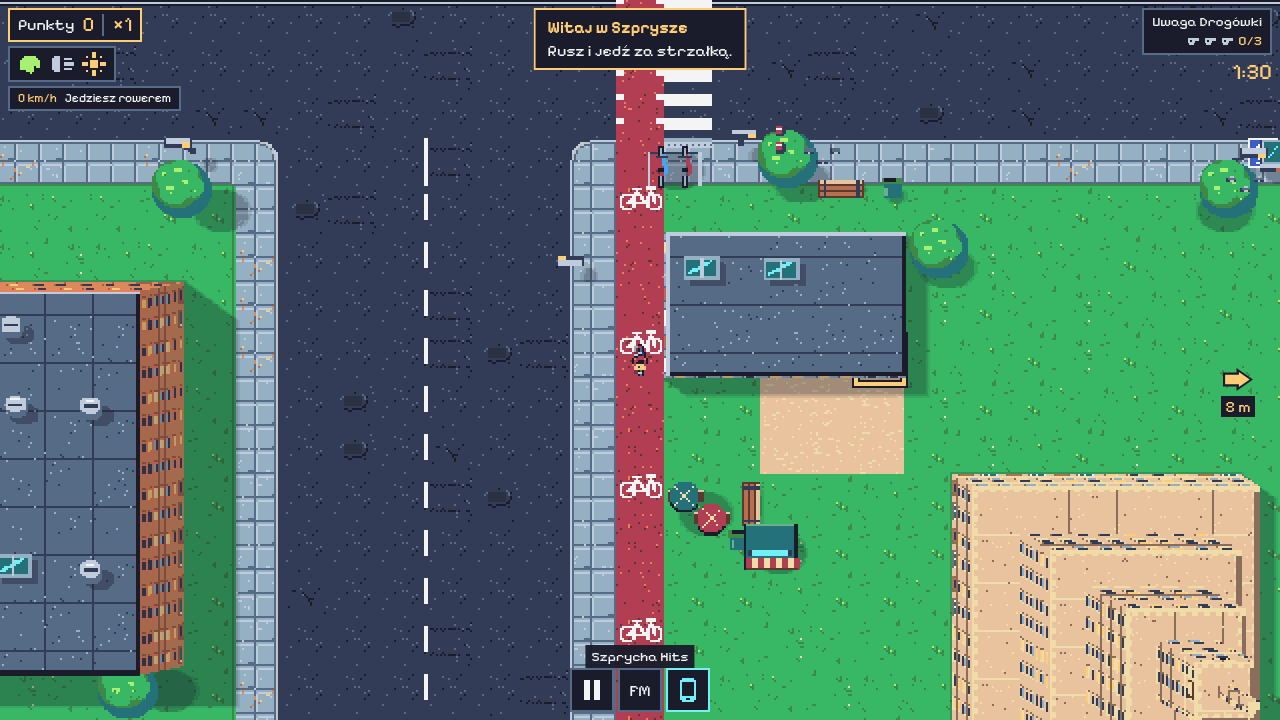 Punkty 0 ×1
Witaj w Szprysze
Rusz i jedź za strzałką.
Uwaga Drogówki
0/3
1:30
0 km/h Jedziesz rowerem
8 m
Szprycha Hits
FM